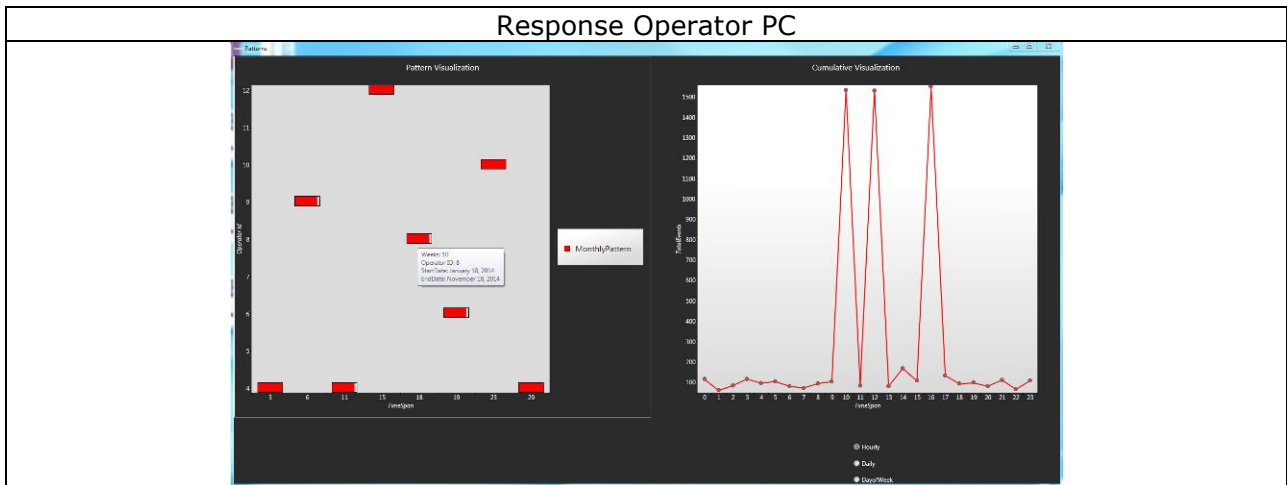 Response Operator PC
Patterns
Pattern Visualization
Cumulative Visualization
12
11
10
9
8
7
6
4
Operator Id
5 6 11 15 18 19 23 29
TimeSpan
Weeks: 10
Operator ID: 8
StartDate: January 18, 2014
EndDate: November 18, 2014
MonthlyPattern
1500
1400
1300
1200
1100
1000
900
800
700
600
500
400
300
200
100
TotalEvents
0 1 2 3 4 5 6 7 8 9 10 11 12 13 14 15 16 17 18 19 20 21 22 23
TimeSpan
Hourly
Daily
DayofWeek